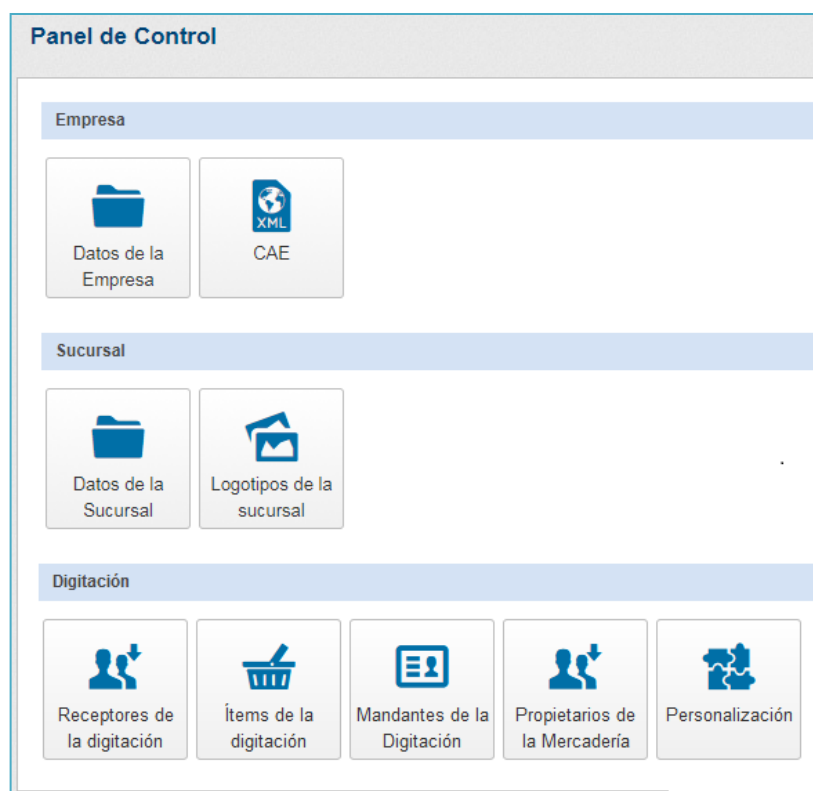 Panel de Control
Empresa
Datos de la
Empresa
XML
CAE
Sucursal
Datos de la
Sucursal
Logotipos de la
sucursal
.
Digitación
Receptores de
la digitación
Ítems de la
digitación
Mandantes de la
Digitación
Propietarios de
la Mercadería
Personalización